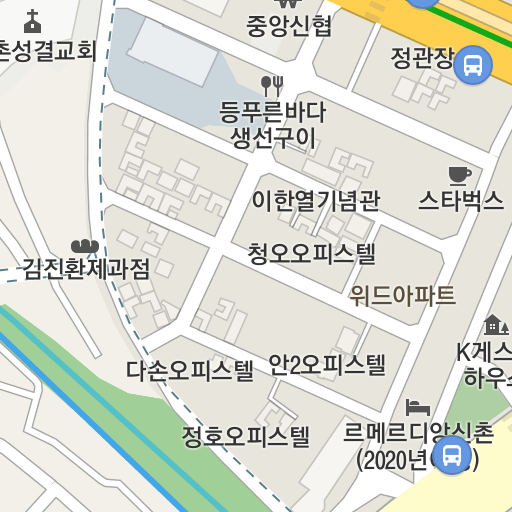 중앙신협
정관장
촌성결교회
등푸른바다
생선구이
이한열기념관
스타벅스
청오오피스텔
김진환제과점
위드아파트
K게스
하우스
다손오피스텔
안2오피스텔
정호오피스텔
르메르디앙신촌
(2020년